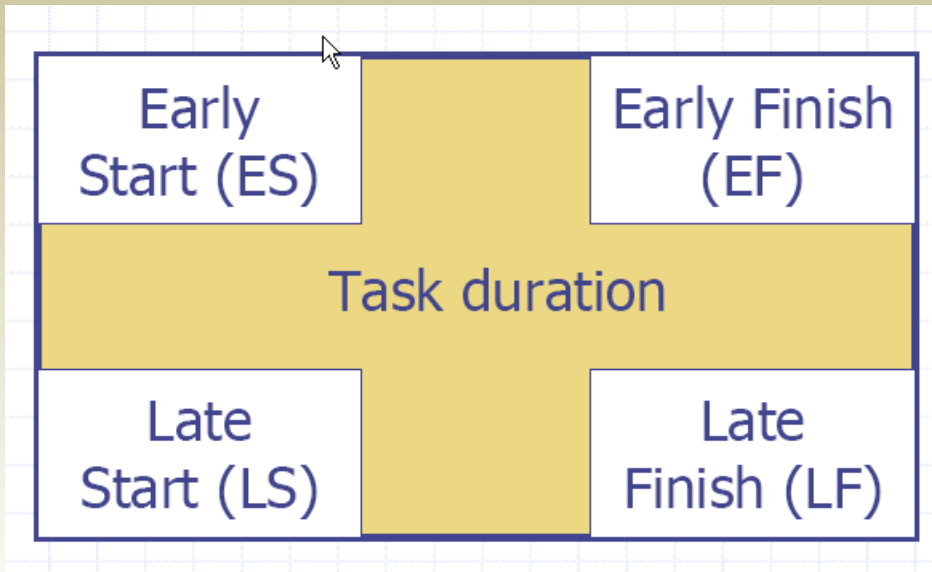 Early
Start (ES)
Early Finish
(EF)
Task duration
Late
Start (LS)
Late
Finish (LF)